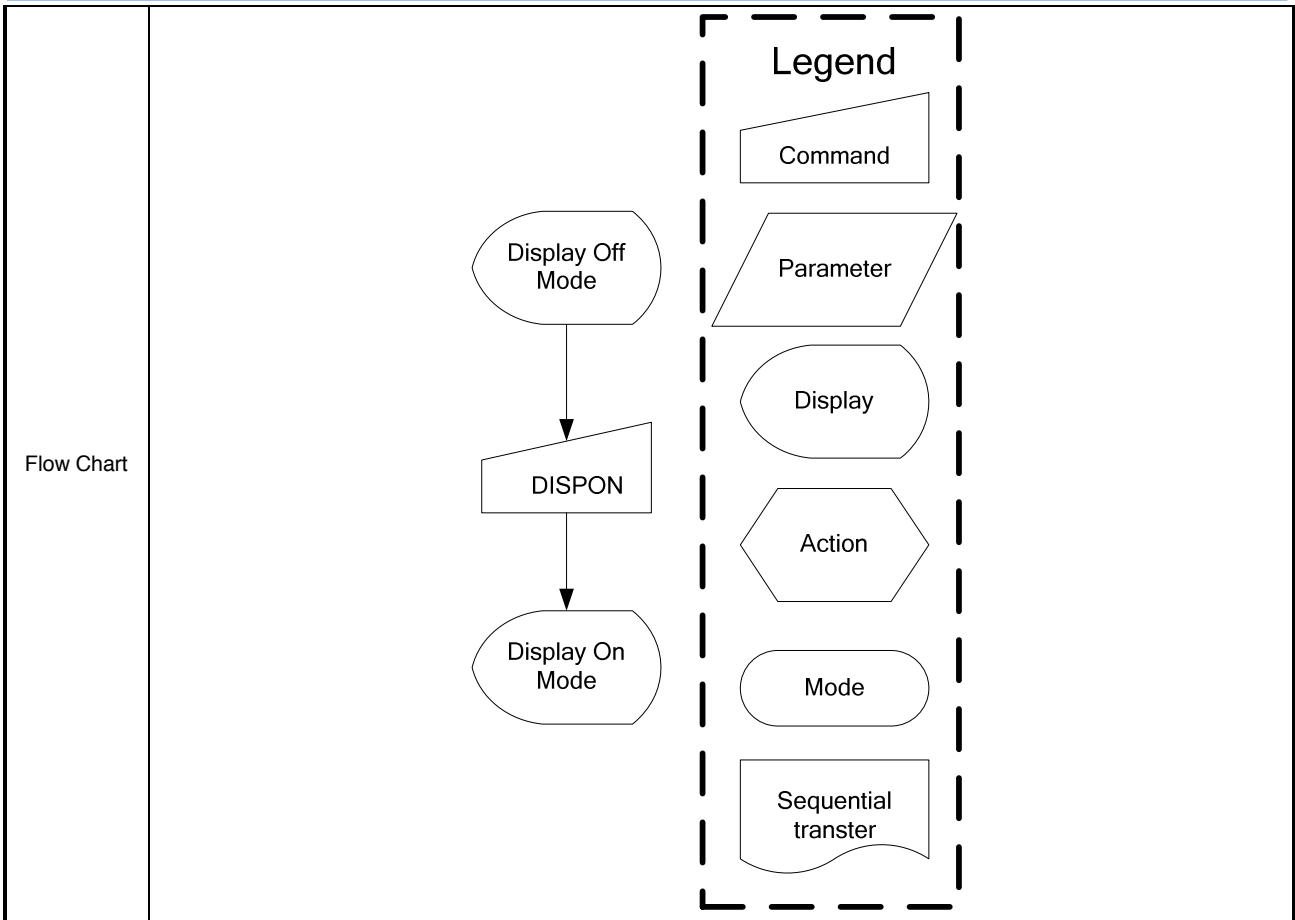 Flow Chart
Display Off
Mode
DISPON
Display On
Mode
Legend
Command
Parameter
Display
Action
Mode
Sequential
transter